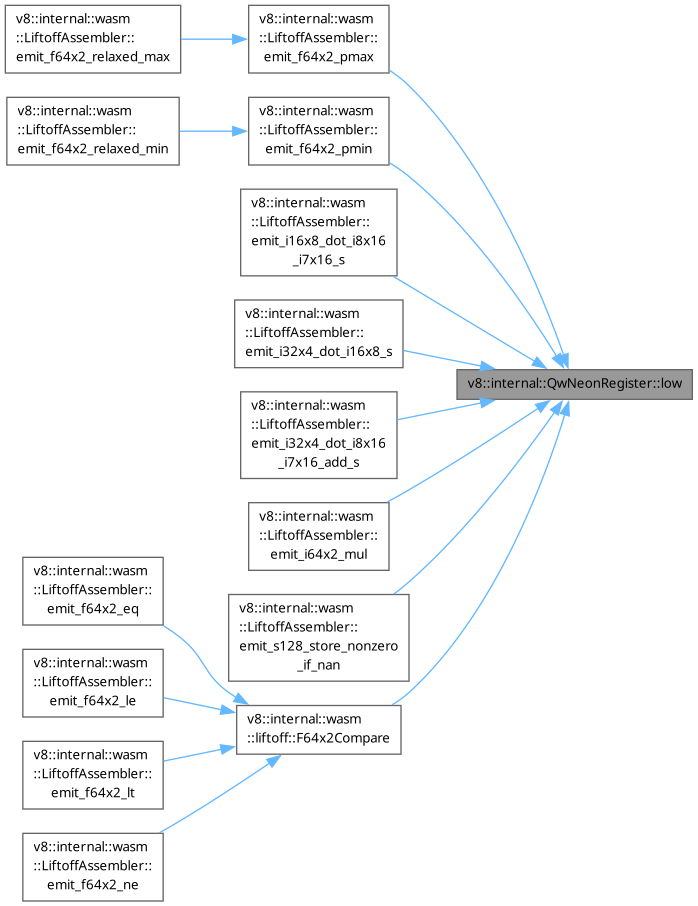 v8::internal::wasm
::LiftoffAssembler::
emit_f64x2_relaxed_max
v8::internal::wasm
::LiftoffAssembler::
emit_f64x2_pmax
v8::internal::wasm
::LiftoffAssembler::
emit_f64x2_relaxed_min
v8::internal::wasm
::LiftoffAssembler::
emit_f64x2_pmin
v8::internal::wasm
::LiftoffAssembler::
emit_i16x8_dot_i8x16
_i7x16_s
v8::internal::wasm
::LiftoffAssembler::
emit_i32x4_dot_i16x8_s
v8::internal::QwNeonRegister::low
v8::internal::wasm
::LiftoffAssembler::
emit_i32x4_dot_i8x16
_i7x16_add_s
v8::internal::wasm
::LiftoffAssembler::
emit_i64x2_mul
v8::internal::wasm
::LiftoffAssembler::
emit_s128_store_nonzero
_if_nan
v8::internal::wasm
::LiftoffAssembler::
emit_f64x2_eq
v8::internal::wasm
::LiftoffAssembler::
emit_f64x2_le
v8::internal::wasm
::liftoff::F64x2Compare
v8::internal::wasm
::LiftoffAssembler::
emit_f64x2_lt
v8::internal::wasm
::LiftoffAssembler::
emit_f64x2_ne